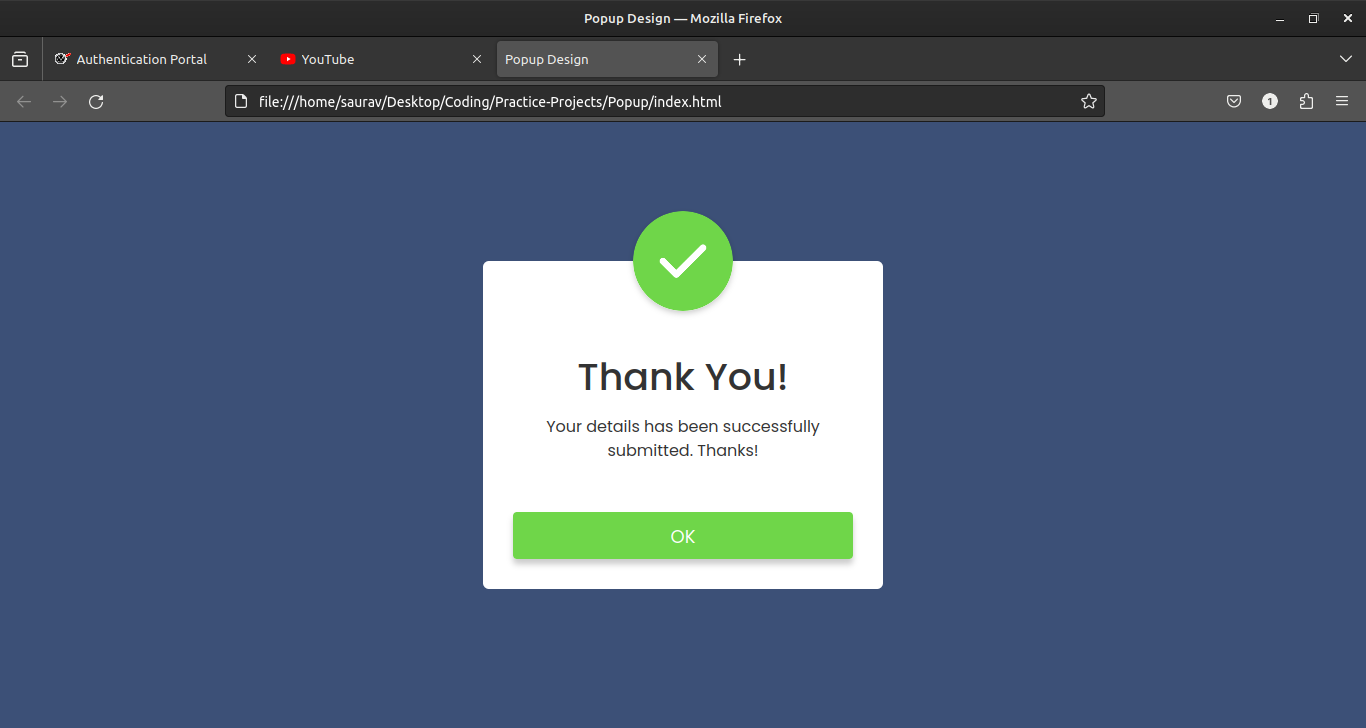 Popup Design — Mozilla Firefox
Authentication Portal
YouTube
Popup Design
file:///home/saurav/Desktop/Coding/Practice-Projects/Popup/index.html
1
Thank You!
Your details has been successfully
submitted. Thanks!
OK